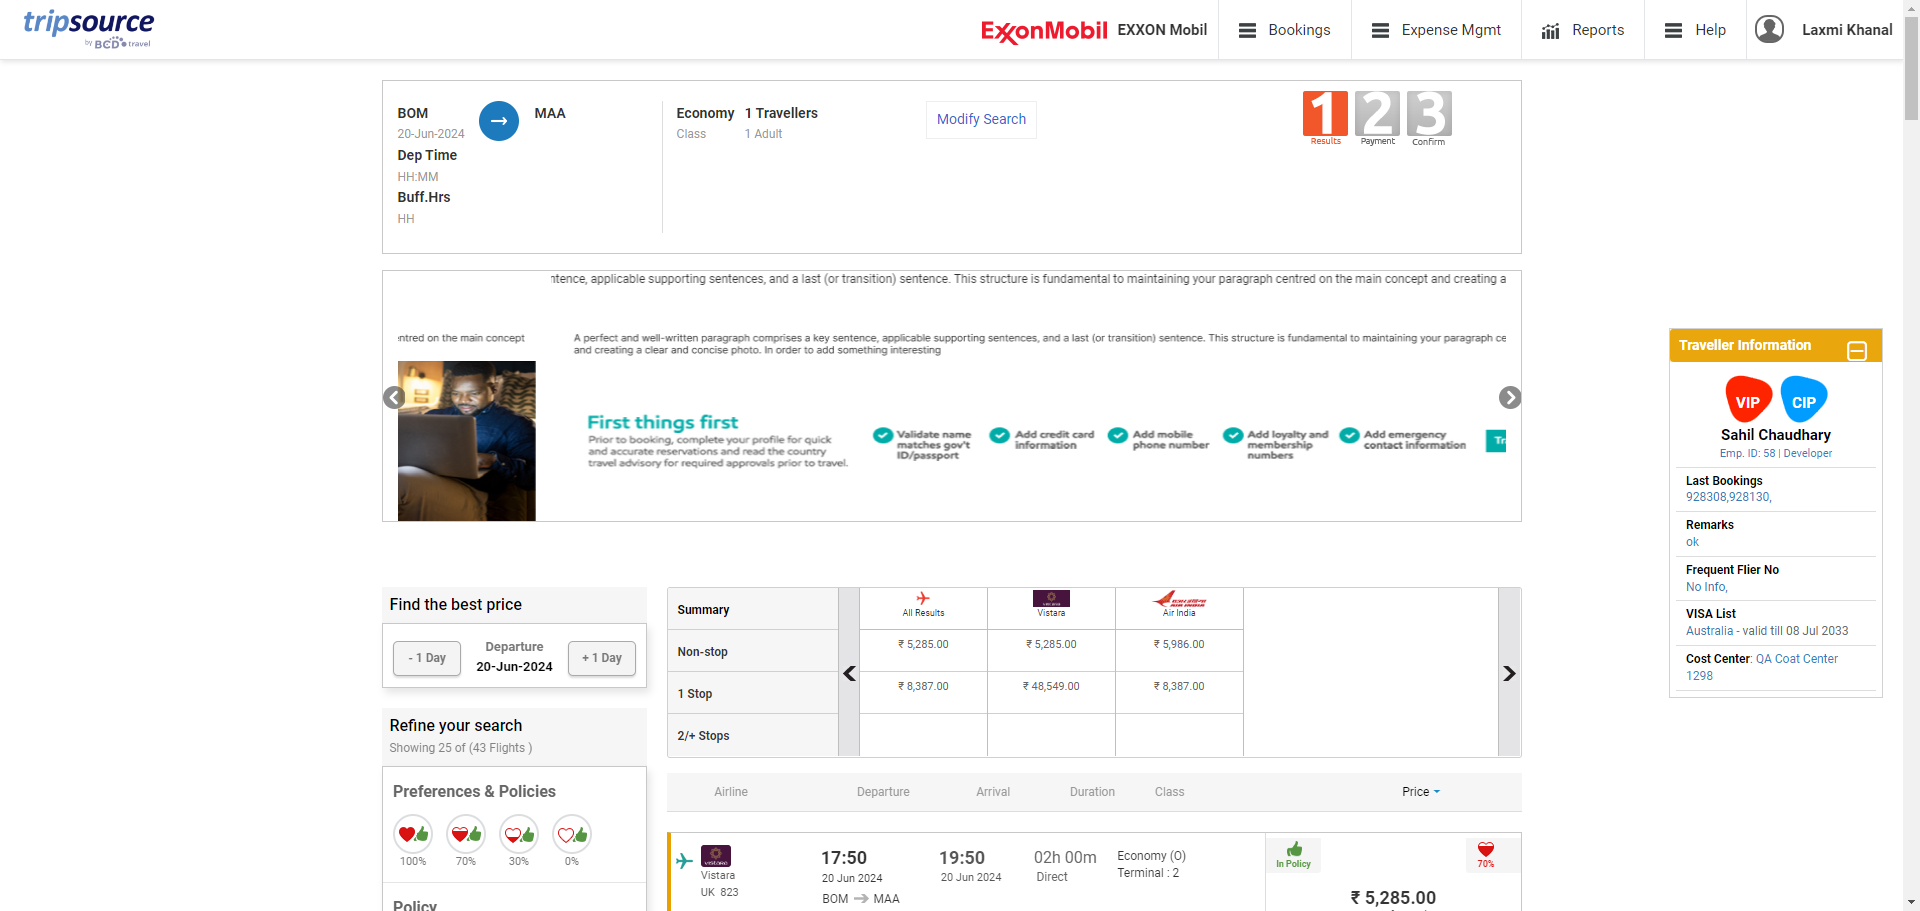 tripsource
by BCD travel
ExxonMobil EXXON Mobil
Bookings
Expense Mgmt
Reports
Help
Laxmi Khanal
BOM
MAA
20-Jun-2024
Dep Time
HH:MM
Buff.Hrs
HH
Economy 1 Travellers
Class 1 Adult
Modify Search
1 2 3
Results Payment Confirm
ntence, applicable supporting sentences, and a last (or transition) sentence. This structure is fundamental to maintaining your paragraph centred on the main concept and creating a
entred on the main concept
A perfect and well-written paragraph comprises a key sentence, applicable supporting sentences, and a last (or transition) sentence. This structure is fundamental to maintaining your paragraph ce
and creating a clear and concise photo. In order to add something interesting
First things first
Prior to booking, complete your profile for quick
and accurate reservations and read the country
travel advisory for required approvals prior to travel.
Validate name
matches gov't
ID/passport
Add credit card
information
Add mobile
phone number
Add loyalty and
membership
numbers
Add emergency
contact information
Tr
Traveller Information
VIP CIP
Sahil Chaudhary
Emp. ID: 58 | Developer
Last Bookings
928308,928130,
Remarks
ok
Frequent Flier No
No Info,
VISA List
Australia - valid till 08 Jul 2033
Cost Center: QA Coat Center
1298
Find the best price
- 1 Day
Departure
20-Jun-2024
+ 1 Day
Refine your search
Showing 25 of (43 Flights )
Preferences & Policies
100% 70% 30% 0%
Policy
Summary
All Results
Vistara
Air India
Non-stop ₹ 5,285.00 ₹ 5,285.00 ₹ 5,986.00
1 Stop ₹ 8,387.00 ₹ 48,549.00 ₹ 8,387.00
2/+ Stops
Airline Departure Arrival Duration Class Price
VISTARA
Vistara
UK 823
17:50
20 Jun 2024
BOM MAA
19:50
20 Jun 2024
02h 00m
Direct
Economy (O)
Terminal : 2
In Policy
70%
₹ 5,285.00